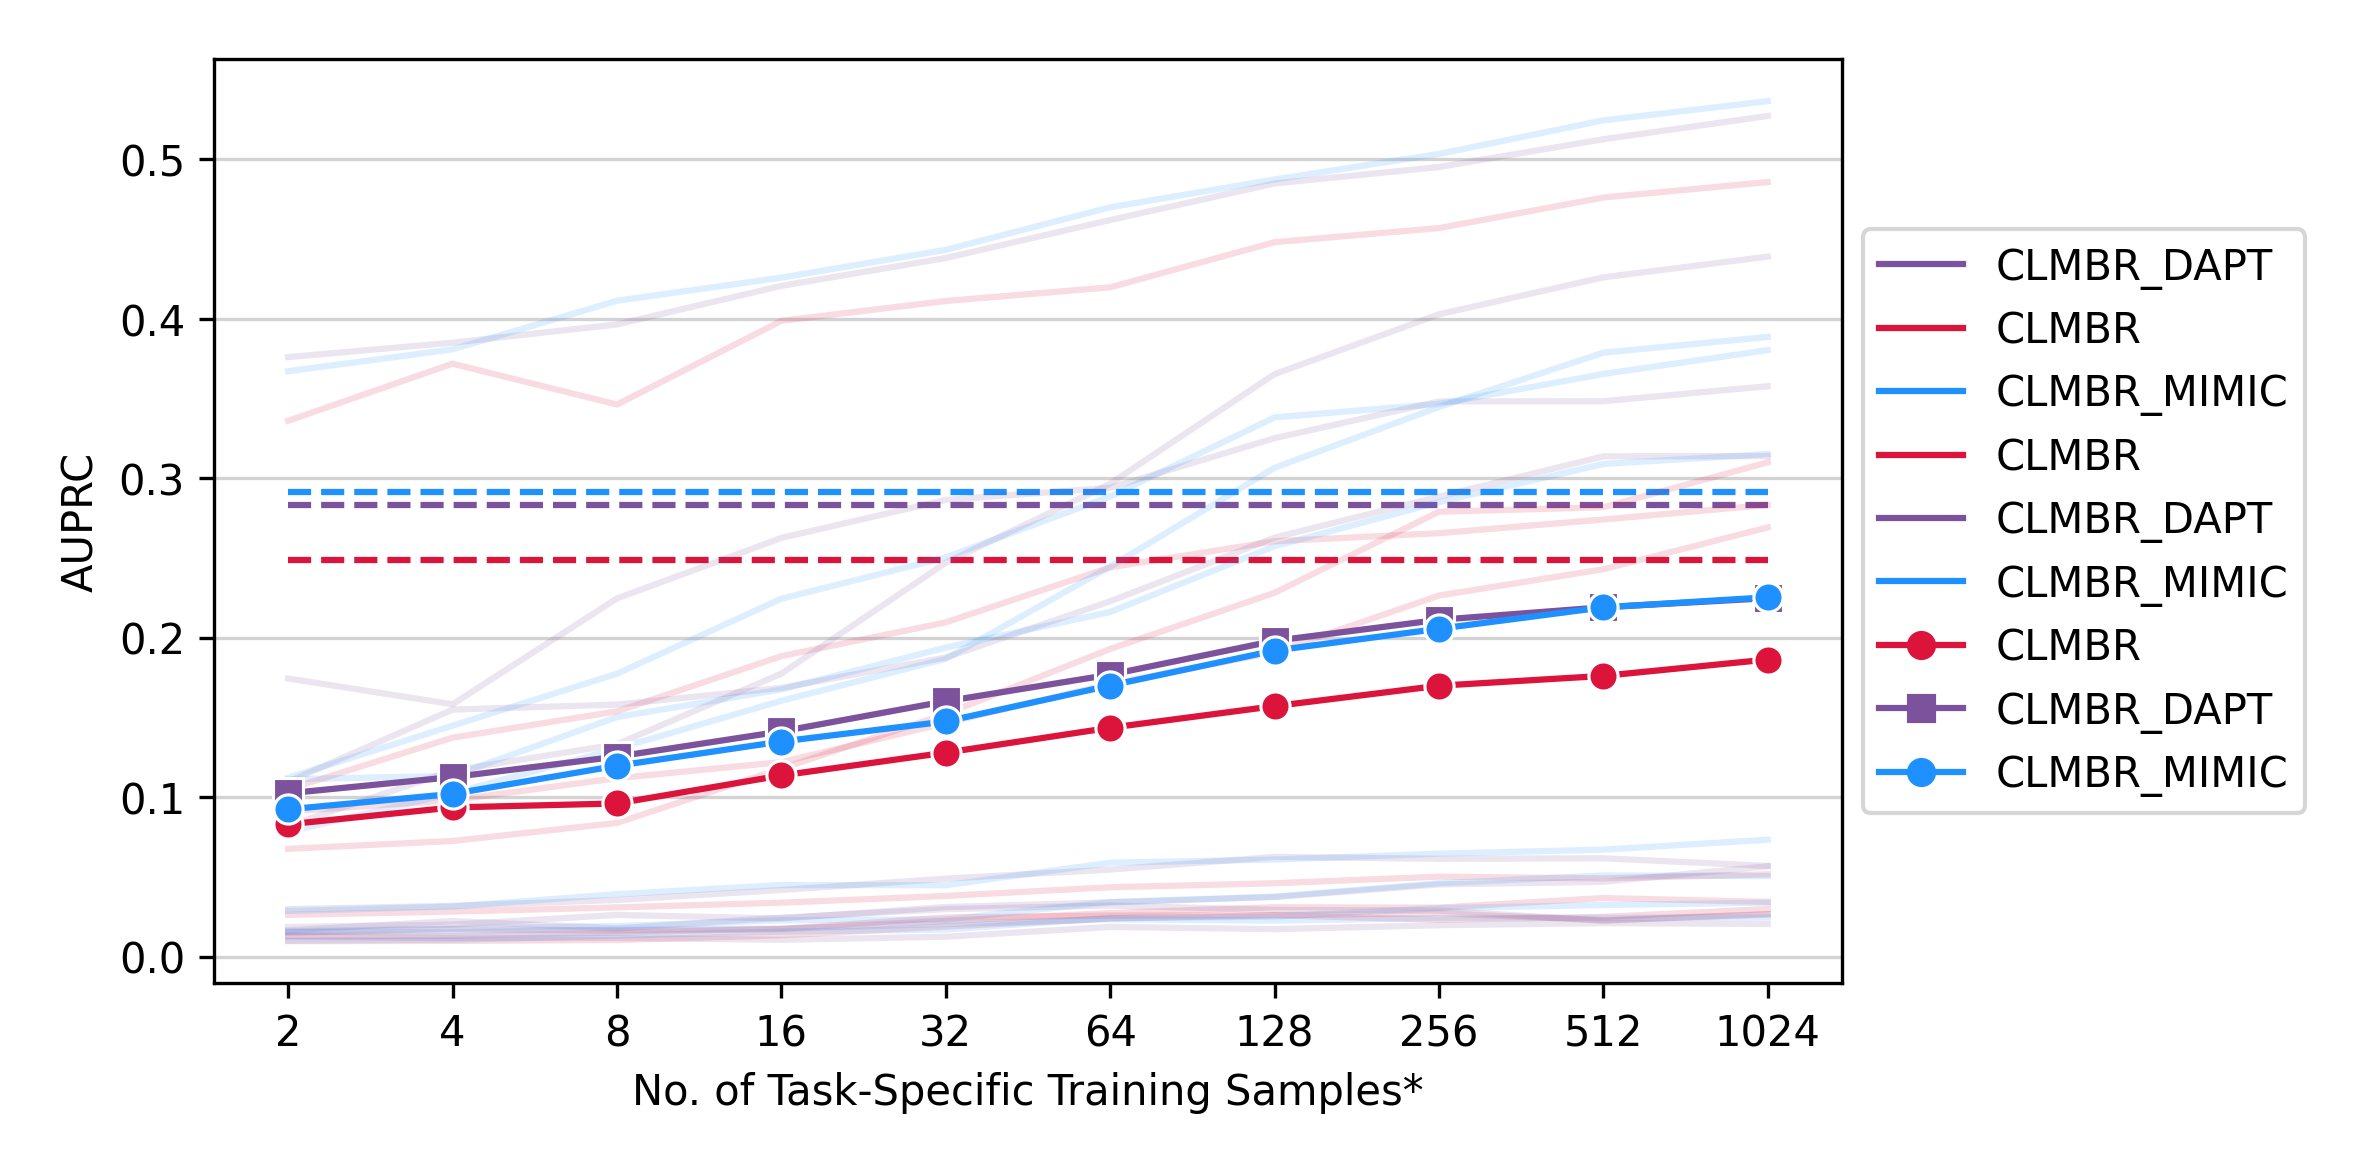 0.5
0.4
0.3
0.2
0.1
0.0
AUPRC
2 4 8 16 32 64 128 256 512 1024
No. of Task-Specific Training Samples*
CLMBR_DAPT
CLMBR
CLMBR_MIMIC
CLMBR
CLMBR_DAPT
CLMBR_MIMIC
CLMBR
CLMBR_DAPT
CLMBR_MIMIC